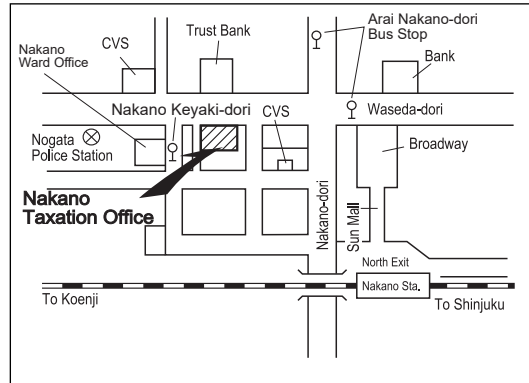 Arai Nakano-dori
Bus Stop
Trust Bank
Nakano
Ward Office
CVS
Bank
Nakano Keyaki-dori
CVS
Waseda-dori
Nogata
Police Station
Broadway
Nakano
Taxation Office
Nakano-dori
Sun Mall
North Exit
Nakano Sta.
To Koenji
To Shinjuku